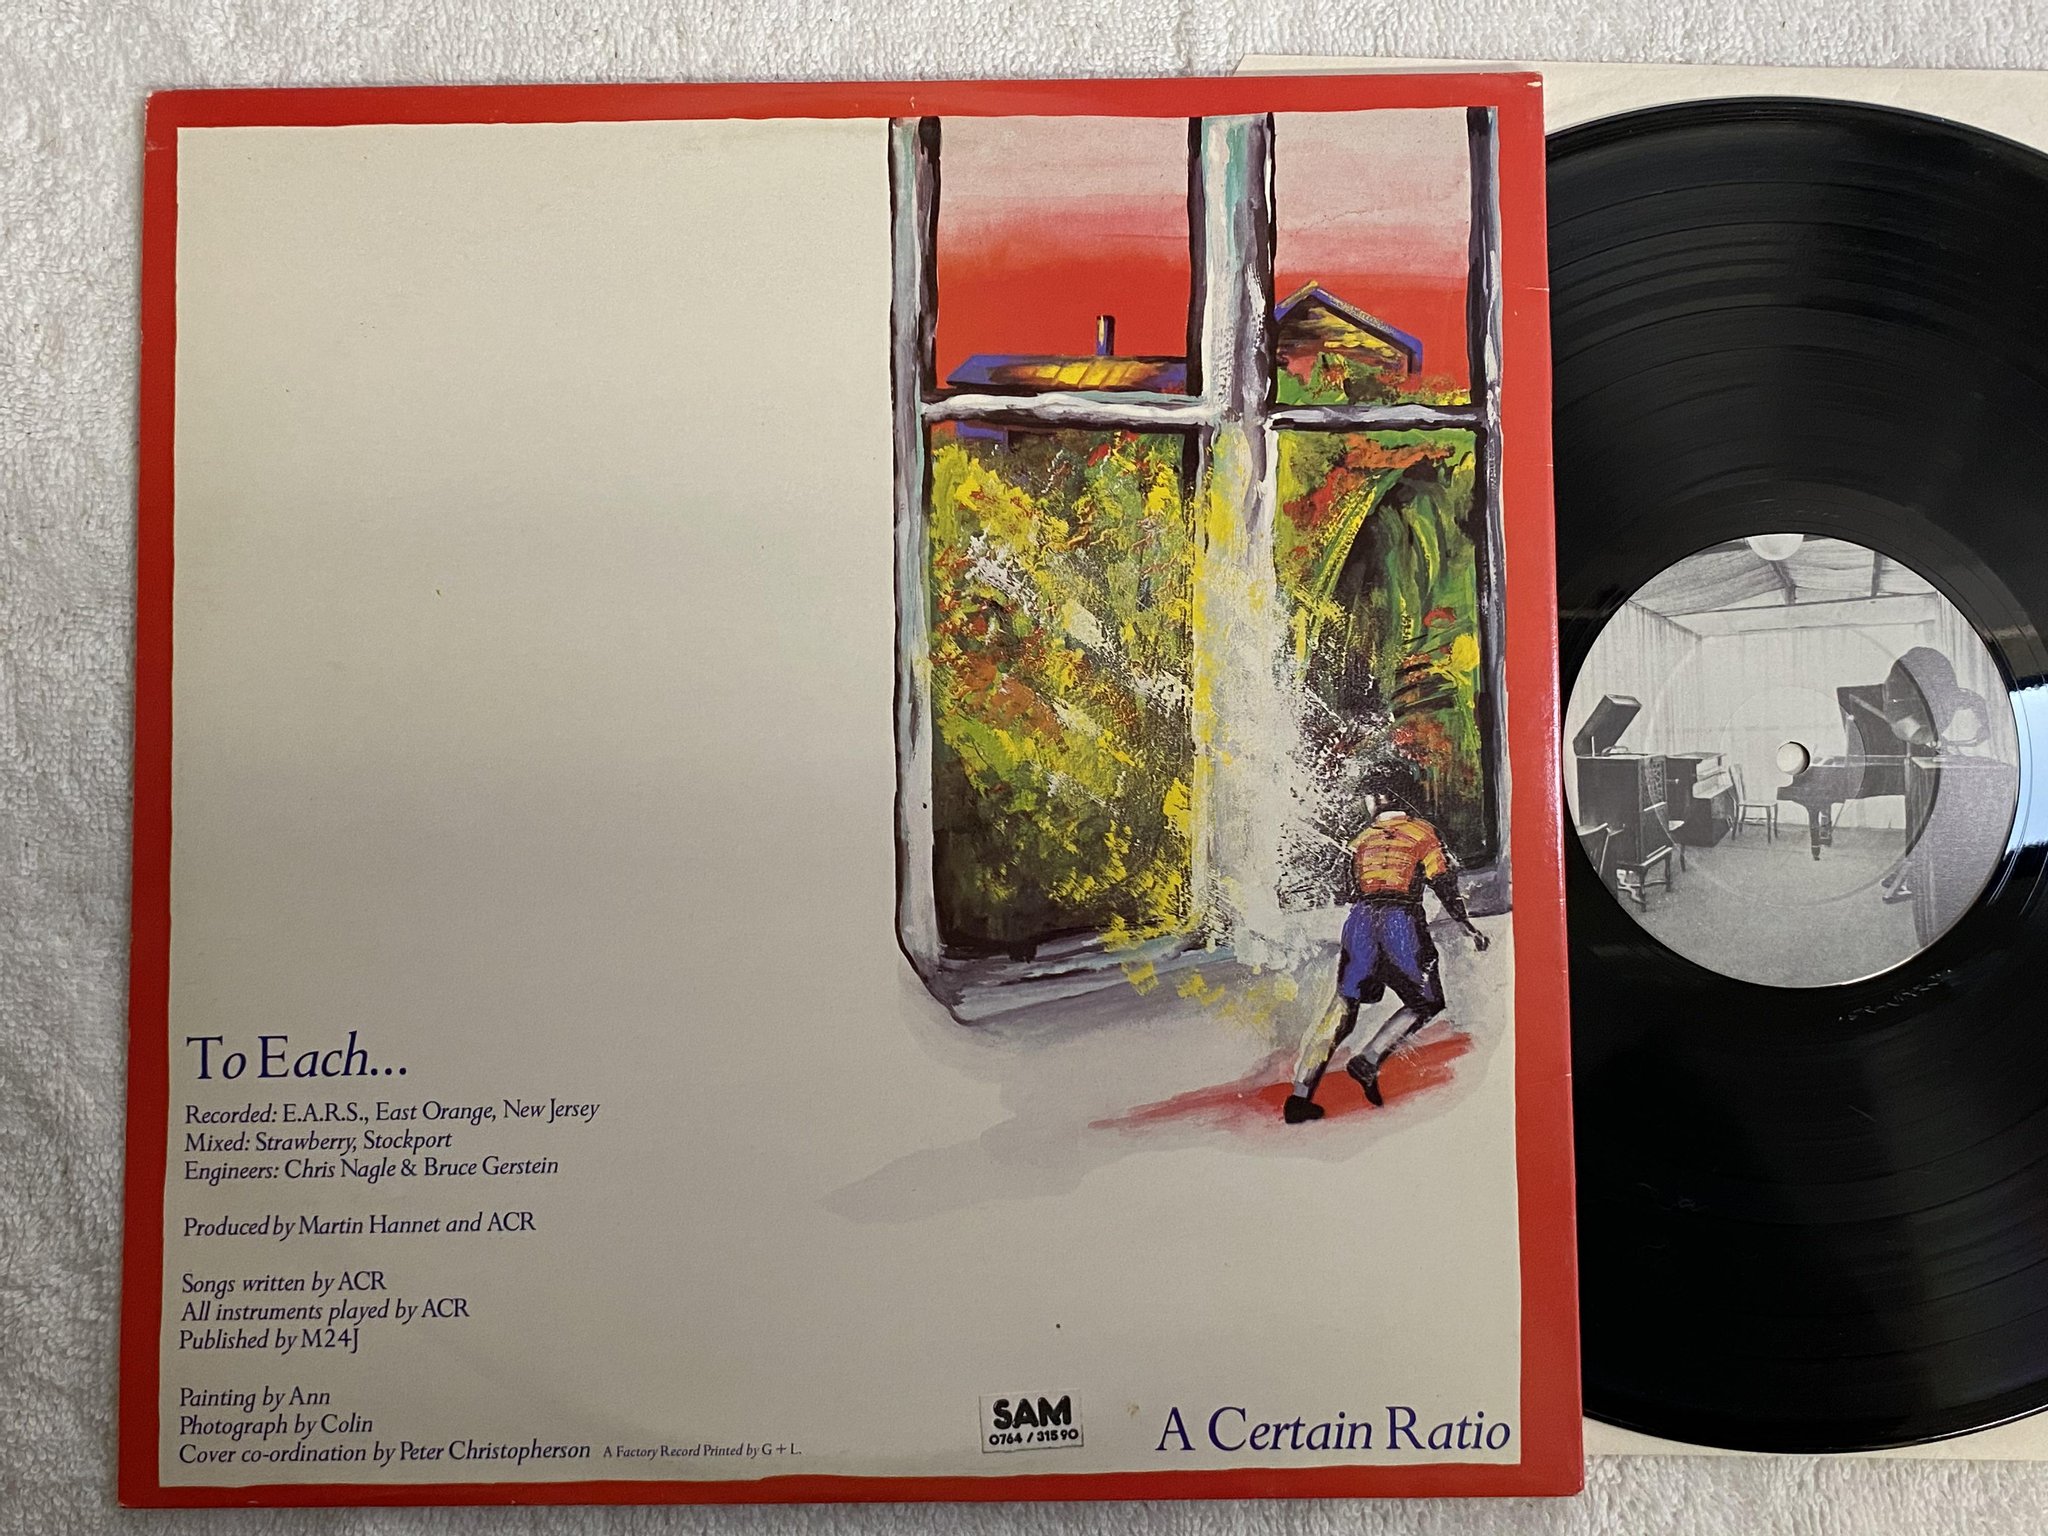 To Each...
Recorded: E.A.R.S., East Orange, New Jersey
Mixed: Strawberry, Stockport
Engineers: Chris Nagle & Bruce Gerstein
Produced by Martin Hannet and ACR
Songs written by ACR
All instruments played by ACR
Published by M24J
Painting by Ann
Photograph by Colin
Cover co-ordination by Peter Christopherson A Factory Record Printed by G + L.
SAM
0764 / 31590
A Certain Ratio